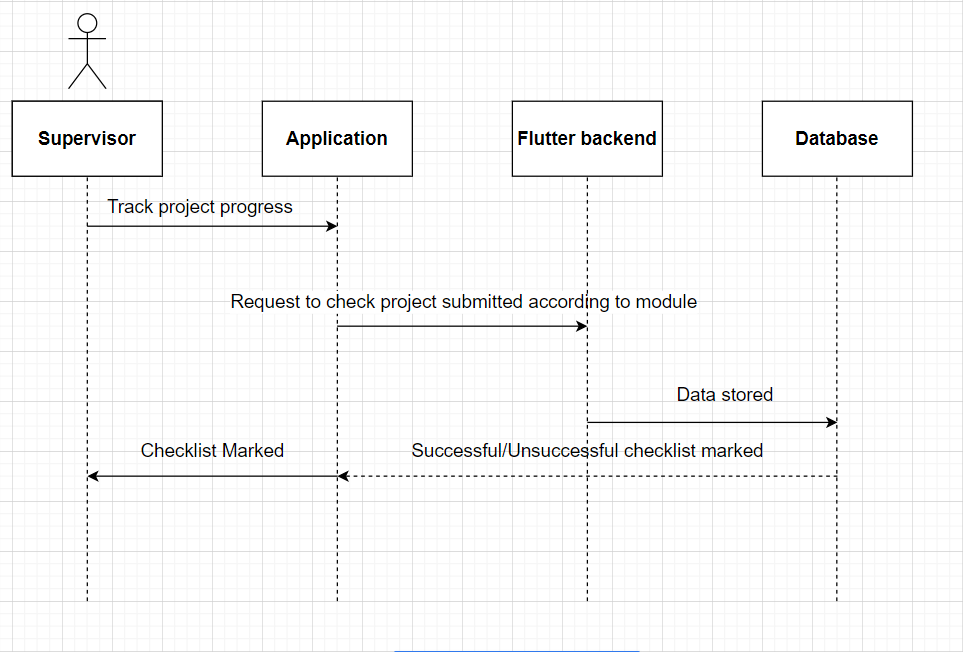 Supervisor
Application
Flutter backend
Database
Track project progress
Request to check project submitted according to module
Data stored
Checklist Marked
Successful/Unsuccessful checklist marked